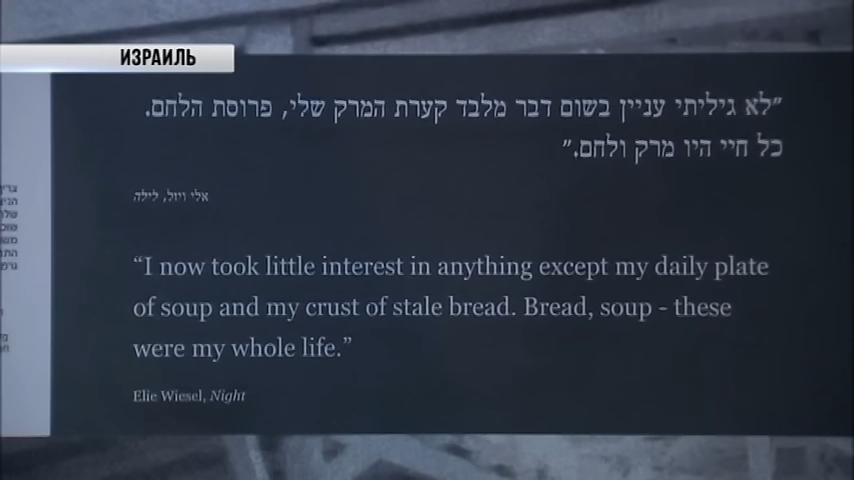 ИЗРАИЛЬ
״לא גיליתי עניין בשום דבר מלבד קערת המרק שלי, פרוסת הלחם.
כל חיי היו מרק ולחם.״
אלי ויזל, לילה
“I now took little interest in anything except my daily plate
of soup and my crust of stale bread. Bread, soup - these
were my whole life.”
Elie Wiesel, Night